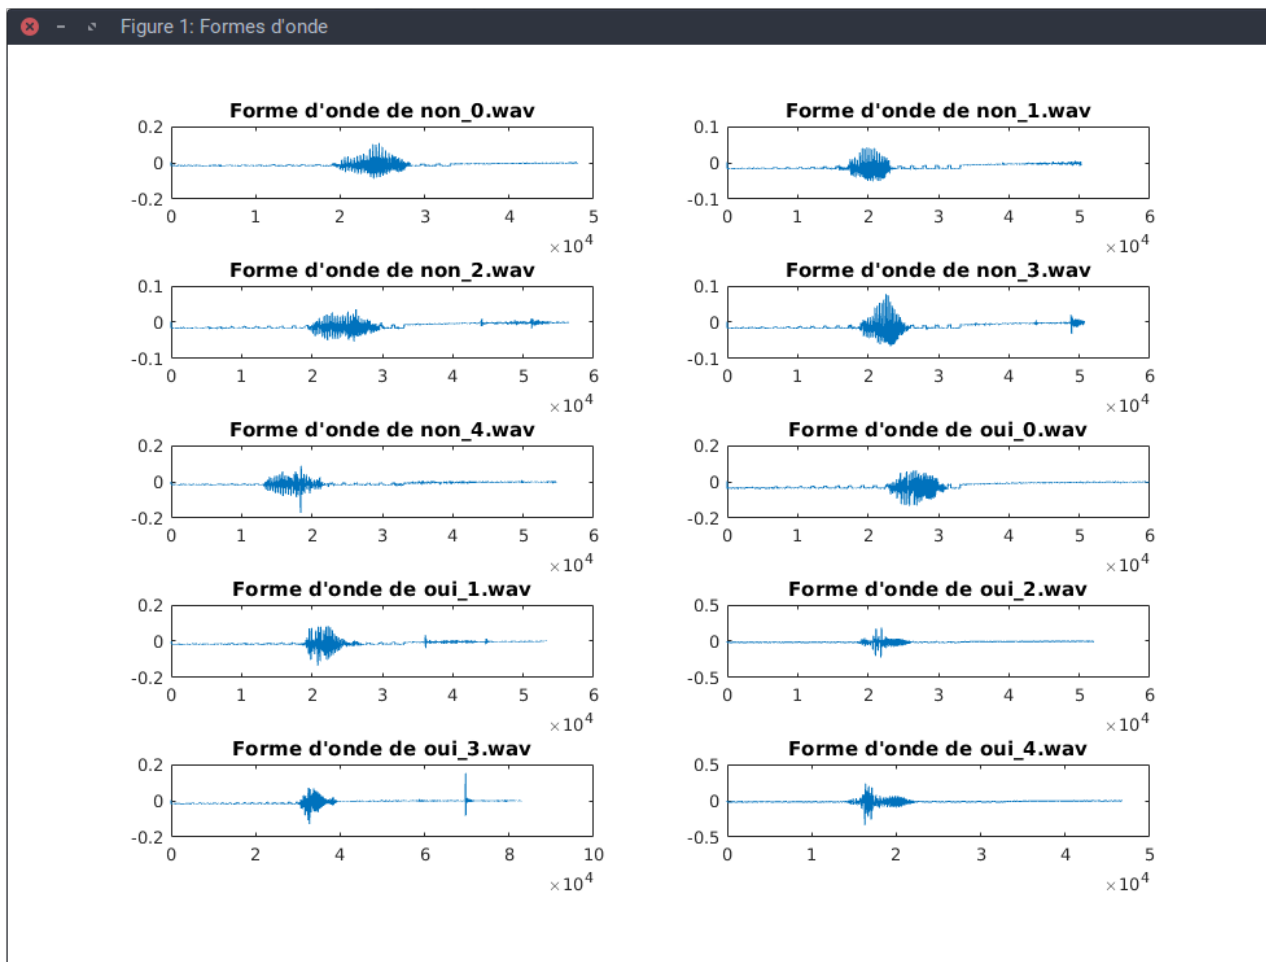 Figure 1: Formes d'onde
Forme d'onde de non_0.wav
0.2
0
-0.2
0 1 2 3 4 5
×10^4
Forme d'onde de non_1.wav
0.1
0
-0.1
0 1 2 3 4 5 6
×10^4
Forme d'onde de non_2.wav
0.1
0
-0.1
0 1 2 3 4 5 6
×10^4
Forme d'onde de non_3.wav
0.1
0
-0.1
0 1 2 3 4 5 6
×10^4
Forme d'onde de non_4.wav
0.2
0
-0.2
0 1 2 3 4 5 6
×10^4
Forme d'onde de oui_0.wav
0.2
0
-0.2
0 1 2 3 4 5 6
×10^4
Forme d'onde de oui_1.wav
0.2
0
-0.2
0 1 2 3 4 5 6
×10^4
Forme d'onde de oui_2.wav
0.5
0
-0.5
0 1 2 3 4 5 6
×10^4
Forme d'onde de oui_3.wav
0.2
0
-0.2
0 2 4 6 8 10
×10^4
Forme d'onde de oui_4.wav
0.5
0
-0.5
0 1 2 3 4 5
×10^4